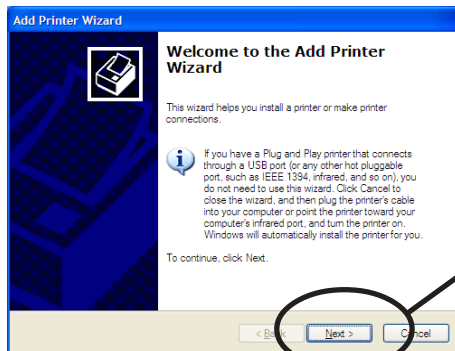 Add Printer Wizard
Welcome to the Add Printer
Wizard
This wizard helps you install a printer or make printer
connections.
If you have a Plug and Play printer that connects
through a USB port (or any other hot pluggable
port, such as IEEE 1394, infrared, and so on), you
do not need to use this wizard. Click Cancel to
close the wizard, and then plug the printer's cable
into your computer or point the printer toward your
computer's infrared port, and turn the printer on.
Windows will automatically install the printer for you.
To continue, click Next.
< Back Next > Cancel